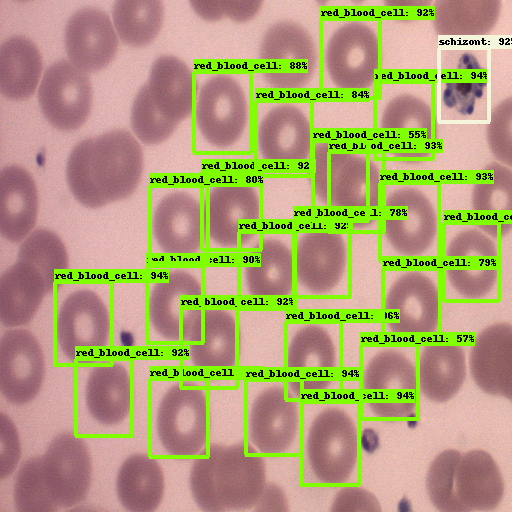 red_blood_cell: 92%
schizont: 92%
red_blood_cell: 88%
cell: 94%
red_blood_cell: 84%
red_blood_cell: 55%
93%
red_blood_cell: 92
red_blood_cell: 93%
red_blood_cell: 80%
red_blood_cell: 78%
red_blood_c
red_blood_cell: 92%
90%
red_blood_cell: 79%
red_blood_cell: 94%
red_blood_cell: 92%
red_blood_cell:
red_blood_cell: 57%
red_blood_cell: 92%
red_blood_cell
red_blood_cell: 94%
red_blood_cell: 94%